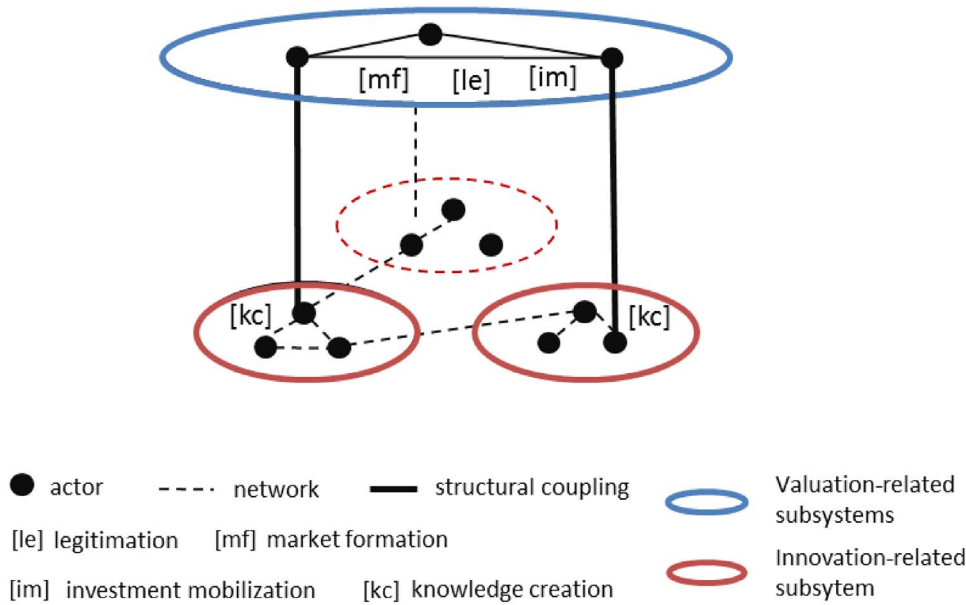 [mf] [le] [im]
[kc] [kc]
actor network structural coupling
Valuation-related
subsystems
[le] legitimation [mf] market formation
Innovation-related
subsytem
[im] investment mobilization [kc] knowledge creation